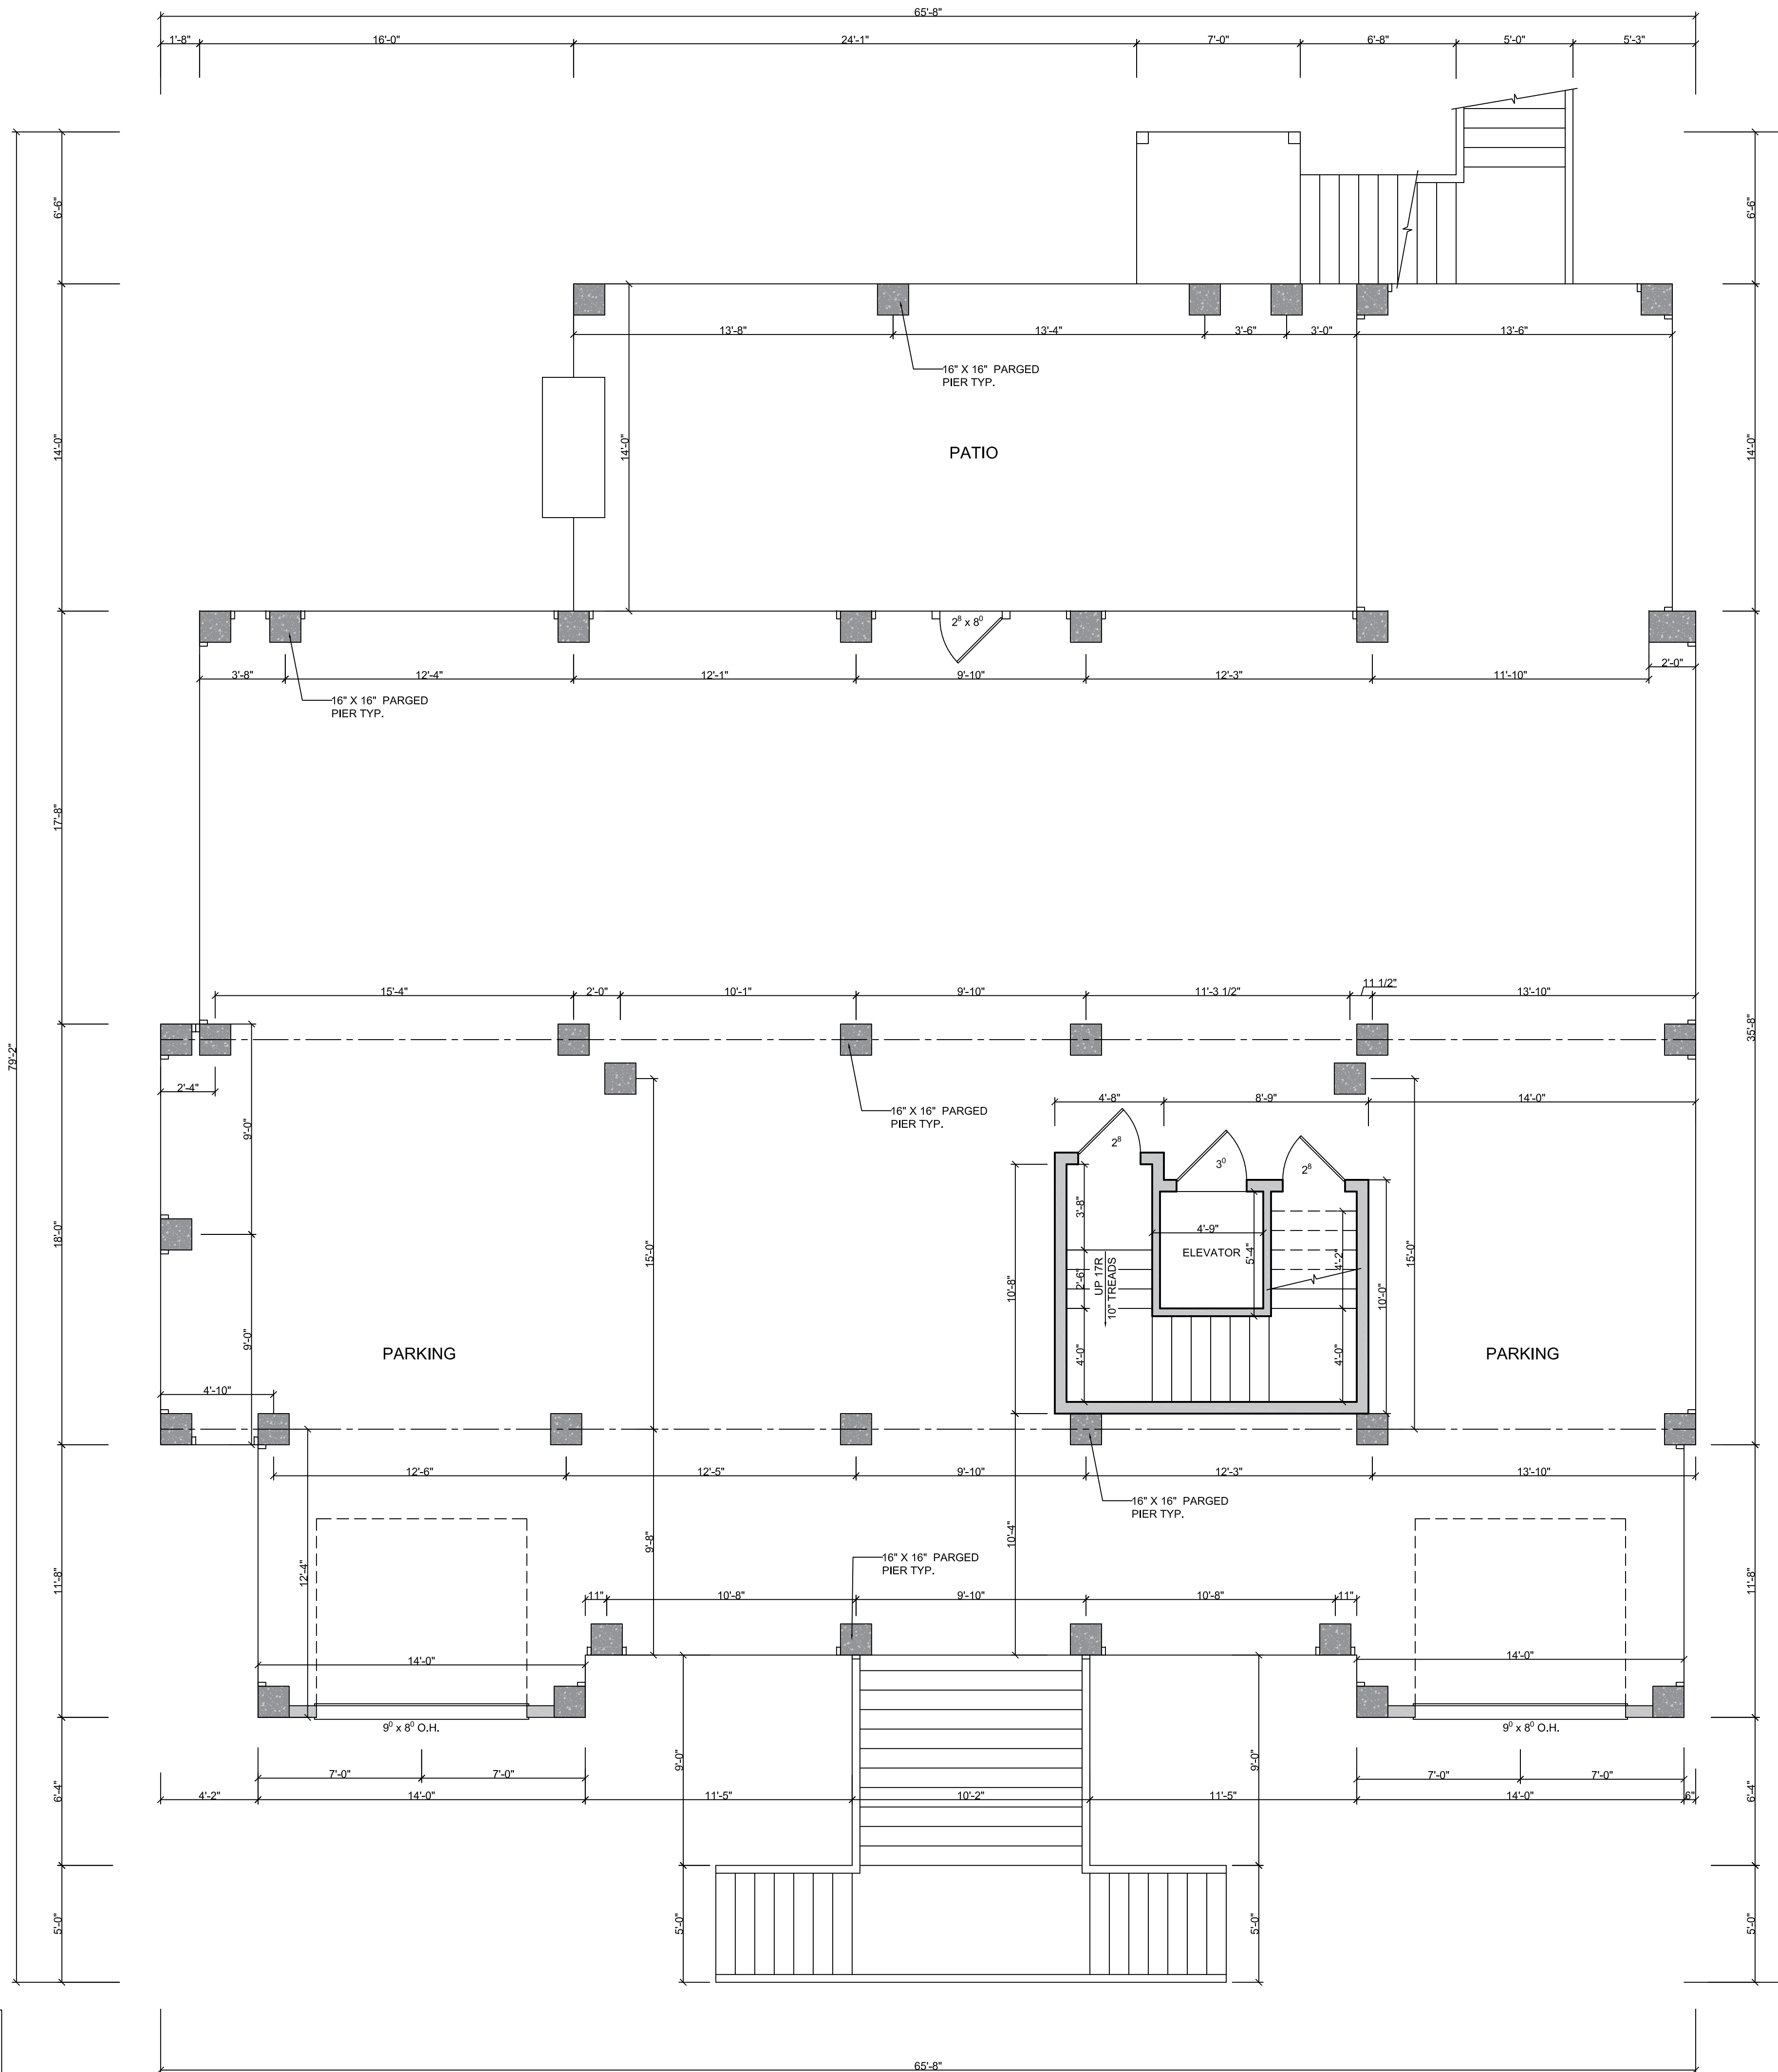 65'-8"
1'-8" 16'-0" 24'-1" 7'-0" 6'-8" 5'-0" 5'-3"
6'-6" 6'-6"
13'-8" 13'-4" 3'-6" 3'-0" 13'-6"
16" X 16" PARGED
PIER TYP.
14'-0" 14'-0" PATIO 14'-0"
2⁸ x 8⁰
3'-8" 12'-4" 12'-1" 9'-10" 12'-3" 11'-10" 2'-0"
16" X 16" PARGED
PIER TYP.
17'-8"
15'-4" 2'-0" 10'-1" 9'-10" 11'-3 1/2" 11 1/2" 13'-10"
79'-2" 35'-8"
2'-4"
16" X 16" PARGED
PIER TYP.
4'-8" 8'-9" 14'-0"
9'-0"
2⁸ 3⁰ 2⁸
3'-8"
4'-9"
18'-0" 15'-0" ELEVATOR 5'-4" 4'-2" 15'-0"
10'-8" 2'-6" UP 17R
10" TREADS
10'-0"
9'-0" 4'-0" 4'-0"
PARKING PARKING
4'-10"
12'-6" 12'-5" 9'-10" 12'-3" 13'-10"
16" X 16" PARGED
PIER TYP.
9'-8" 10'-4"
16" X 16" PARGED
PIER TYP.
11'-8" 12'-4" 11'-8"
11" 10'-8" 9'-10" 10'-8" 11"
14'-0" 14'-0"
9⁰ x 8⁰ O.H. 9⁰ x 8⁰ O.H.
9'-0" 9'-0"
7'-0" 7'-0" 7'-0" 7'-0"
6'-4" 6'-4"
4'-2" 14'-0" 11'-5" 10'-2" 11'-5" 14'-0" 6"
5'-0" 5'-0" 5'-0" 5'-0"
65'-8"